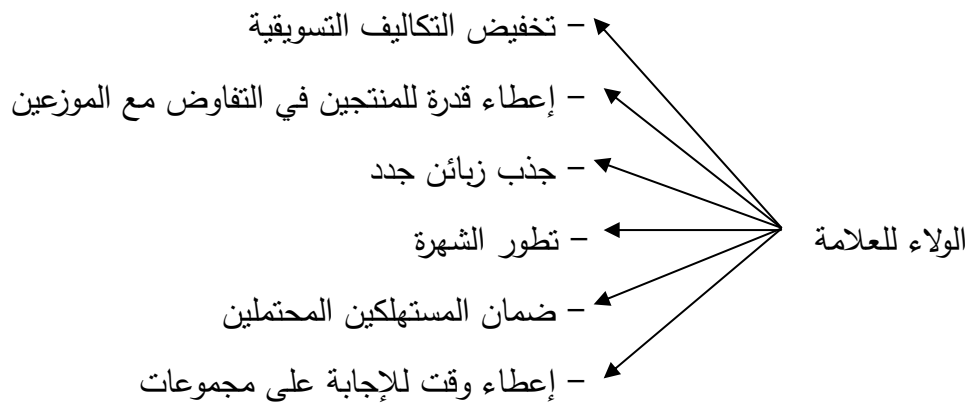 – تخفيض التكاليف التسويقية
– إعطاء قدرة للمنتجين في التفاوض مع الموزعين
– جذب زبائن جدد
الولاء للعلامة
– تطور الشهرة
– ضمان المستهلكين المحتملين
– إعطاء وقت للإجابة على مجموعات